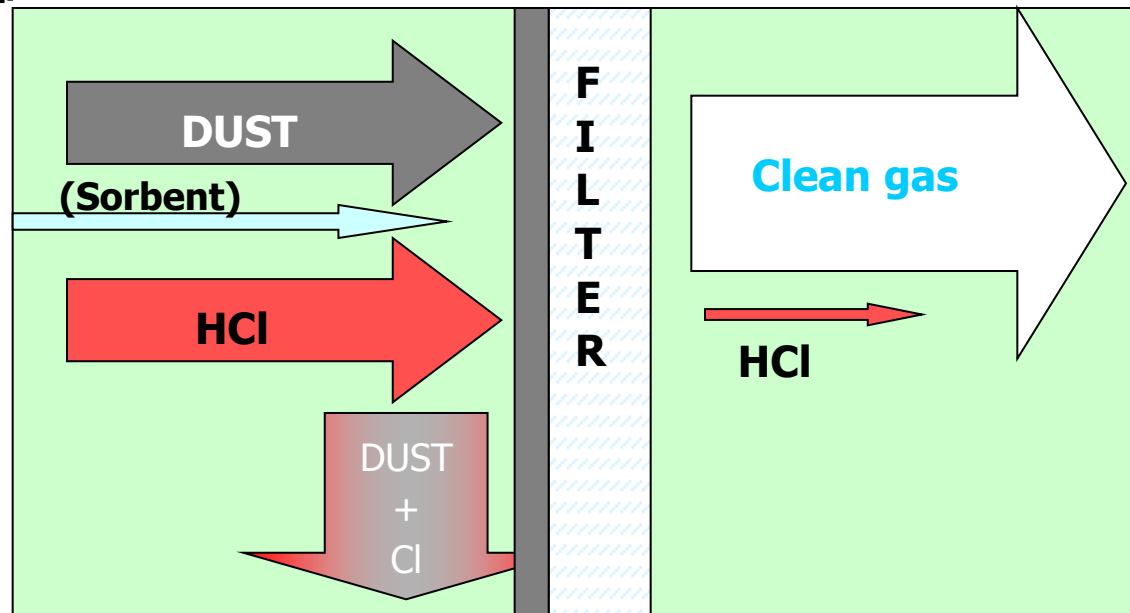 DUST
(Sorbent)
HCl
DUST
+
Cl
F
I
L
T
E
R
Clean gas
HCl